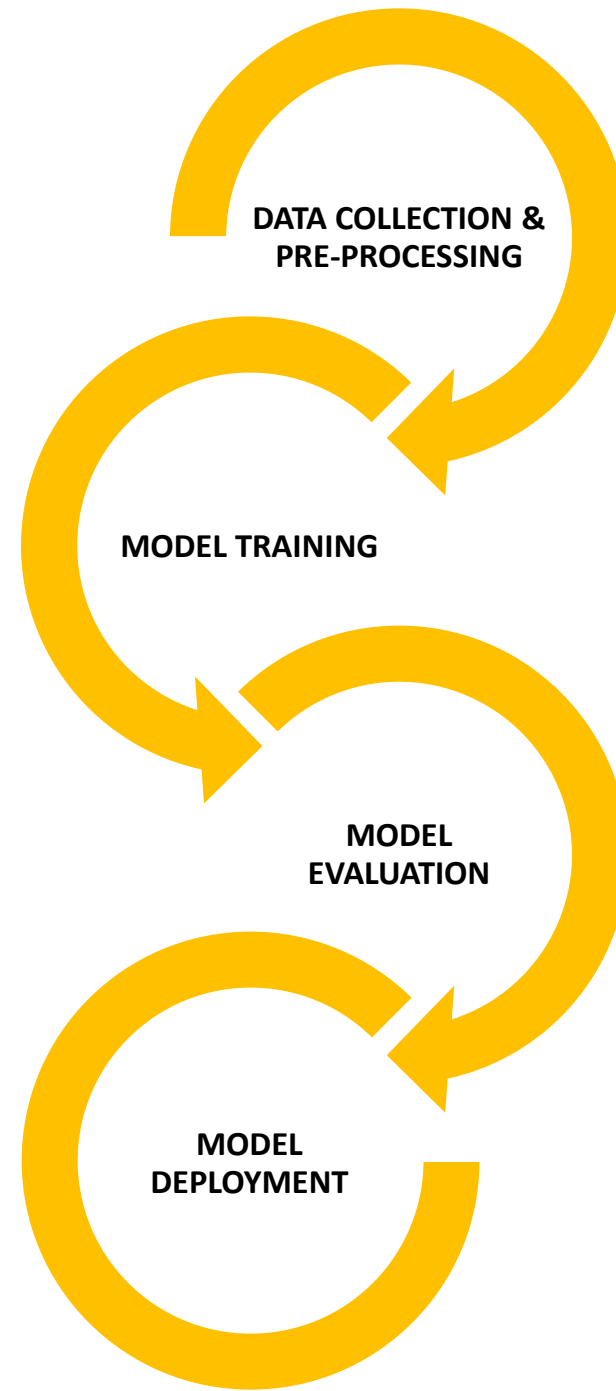 DATA COLLECTION &
PRE-PROCESSING
MODEL TRAINING
MODEL
EVALUATION
MODEL
DEPLOYMENT